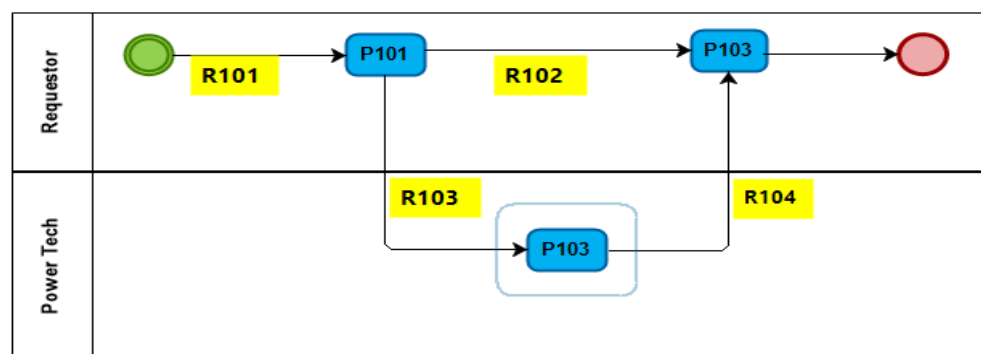 Requestor
P101
P103
R101
R102
Power Tech
R103
R104
P103